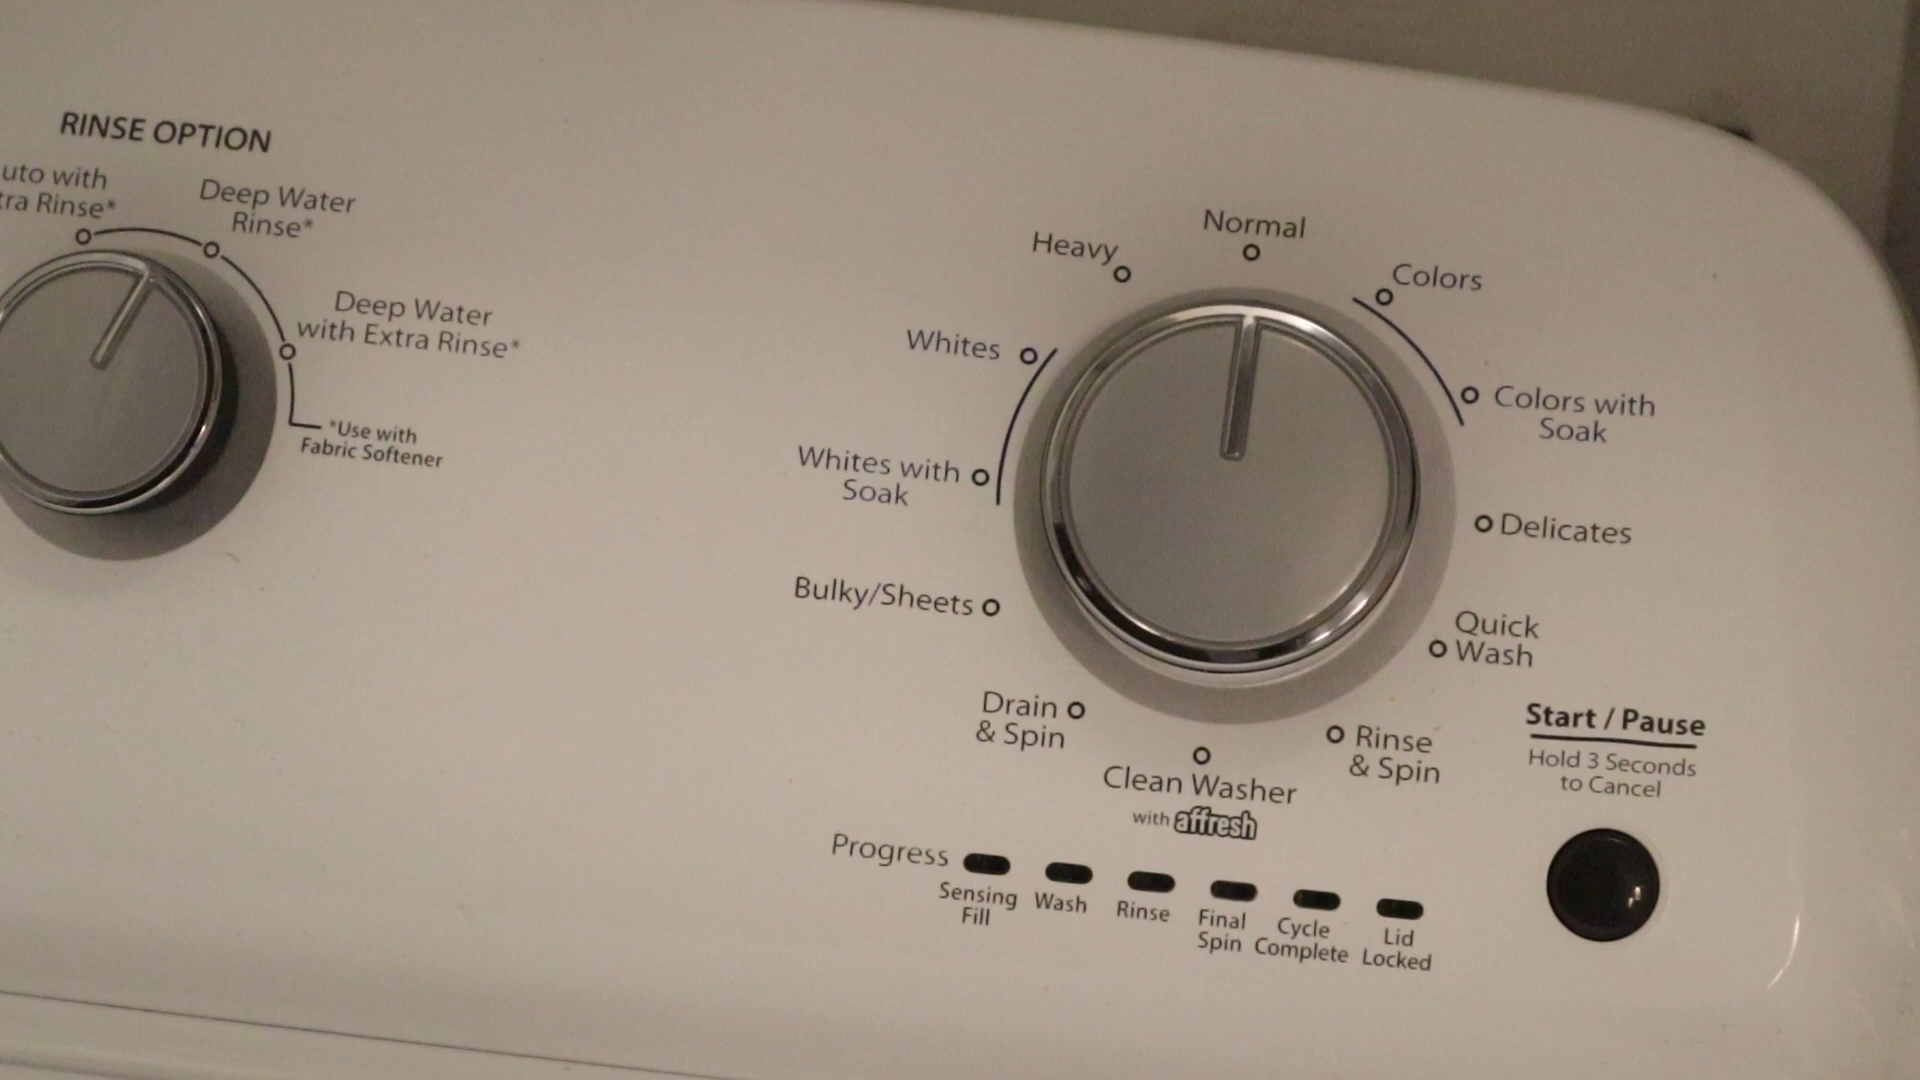 RINSE OPTION
uto with
tra Rinse*
Deep Water
Rinse*
Deep Water
with Extra Rinse*
*Use with
Fabric Softener
Normal
Heavy
Colors
Whites
Colors with
Soak
Whites with
Soak
Delicates
Bulky/Sheets
Quick
Wash
Drain
& Spin
Rinse
& Spin
Clean Washer
with affresh
Start / Pause
Hold 3 Seconds
to Cancel
Progress
Sensing
Fill
Wash
Rinse
Final
Spin
Cycle
Complete
Lid
Locked